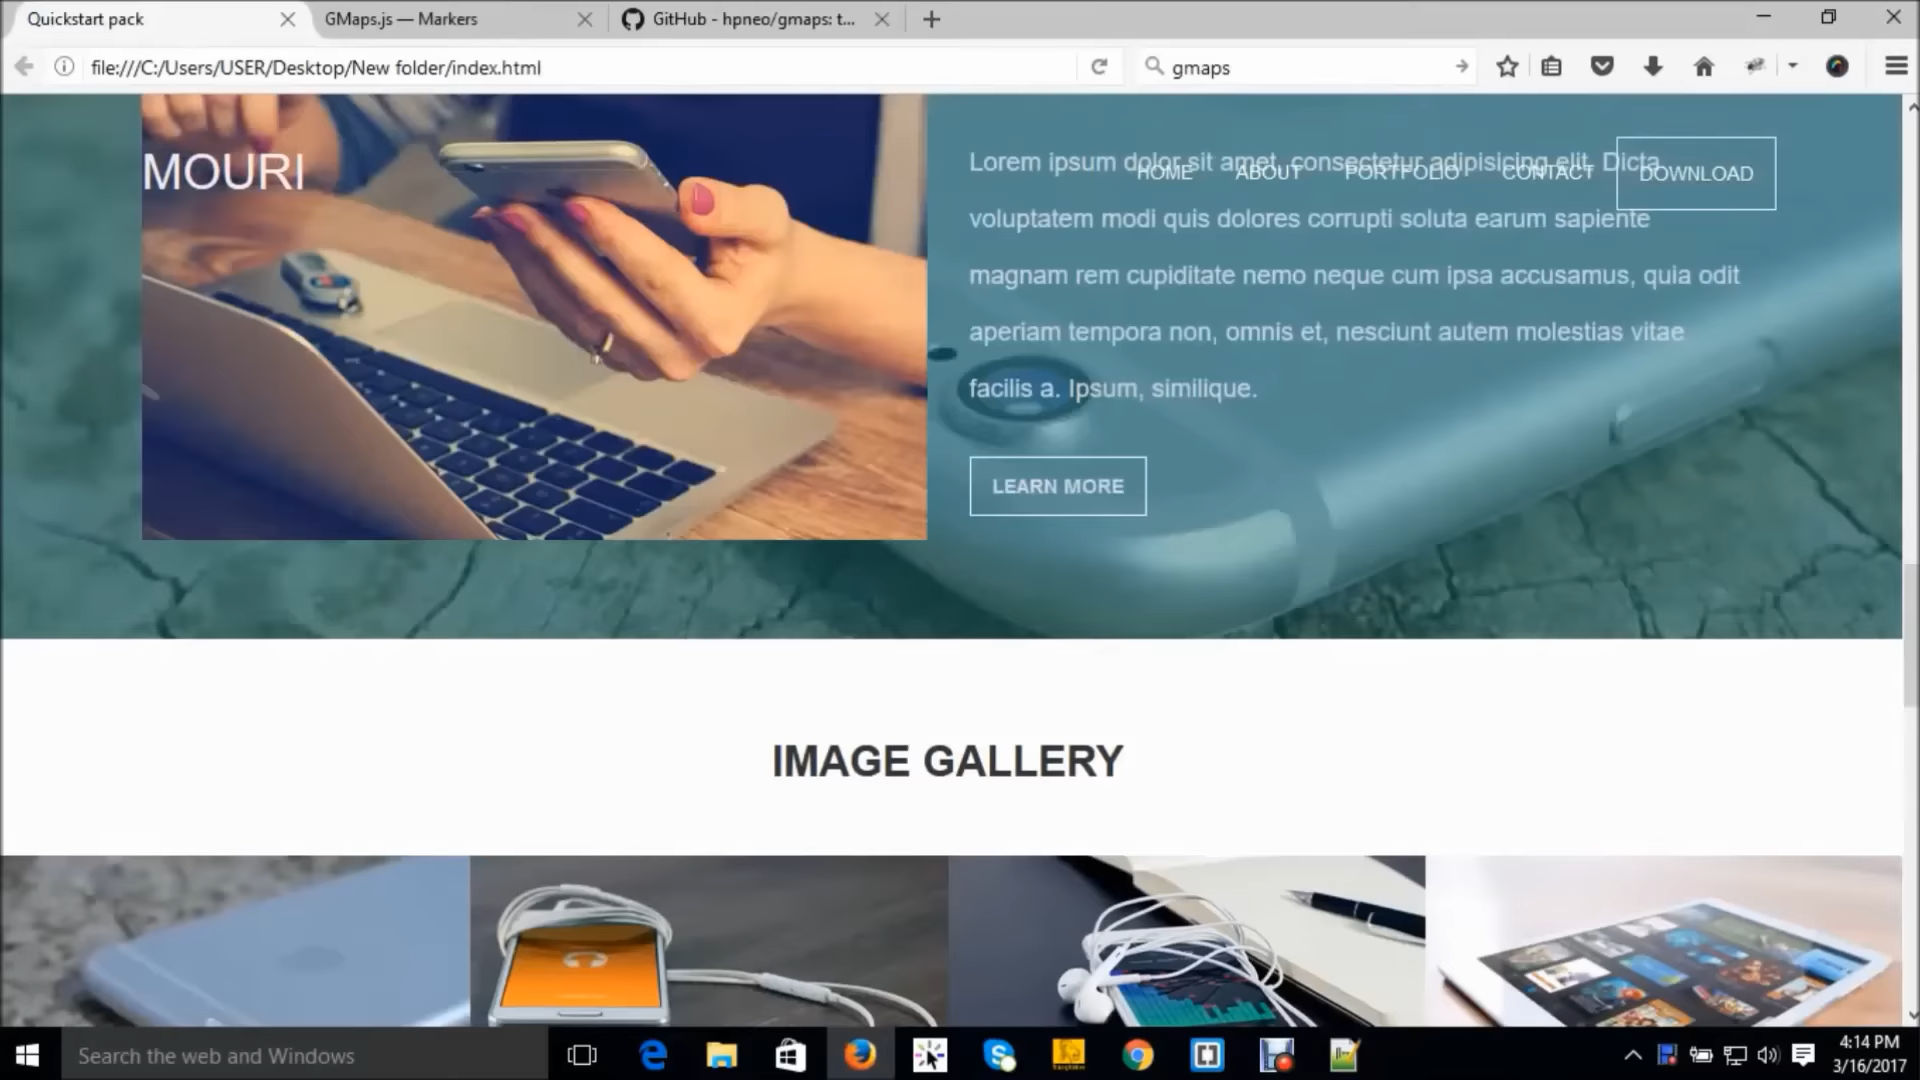 Quickstart pack
GMaps.js — Markers
GitHub - hpneo/gmaps: t...
file:///C:/Users/USER/Desktop/New folder/index.html
gmaps
MOURI
HOME
ABOUT
PORTFOLIO
CONTACT
DOWNLOAD
Lorem ipsum dolor sit amet, consectetur adipisicing elit. Dicta
voluptatem modi quis dolores corrupti soluta earum sapiente
magnam rem cupiditate nemo neque cum ipsa accusamus, quia odit
aperiam tempora non, omnis et, nesciunt autem molestias vitae
facilis a. Ipsum, similique.
LEARN MORE
IMAGE GALLERY
Search the web and Windows
4:14 PM
3/16/2017